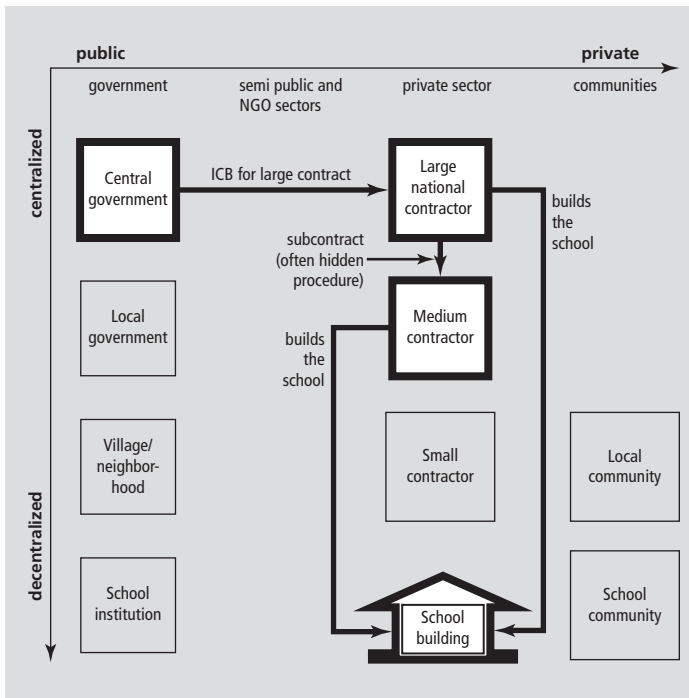 public
private
government
semi public and
NGO sectors
private sector
communities
centralized
decentralized
Central
government
ICB for large contract
Large
national
contractor
builds
the
school
subcontract
(often hidden
procedure)
Local
government
Medium
contractor
builds
the
school
Village/
neighbor-
hood
Small
contractor
Local
community
School
institution
School
building
School
community